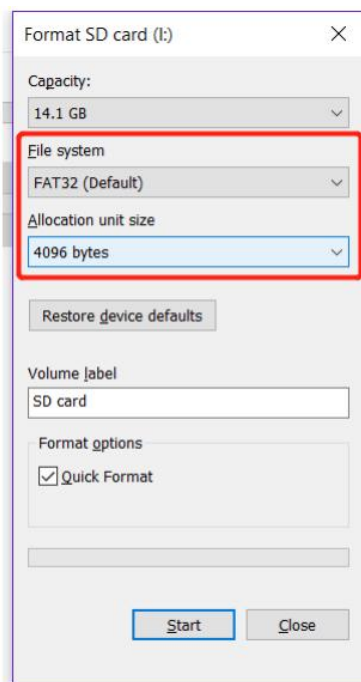 Format SD card (I:)
Capacity:
14.1 GB
File system
FAT32 (Default)
Allocation unit size
4096 bytes
Restore device defaults
Volume label
SD card
Format options
Quick Format
Start
Close